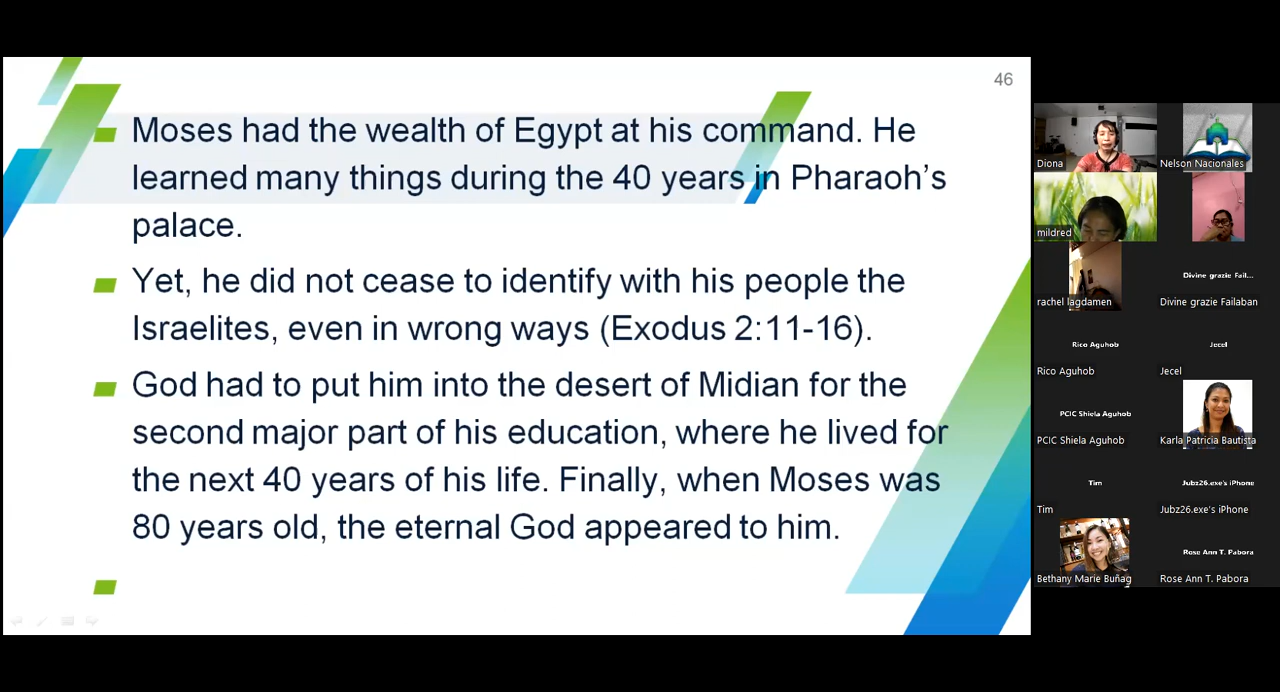 46
Moses had the wealth of Egypt at his command. He
learned many things during the 40 years in Pharaoh’s
palace.
Yet, he did not cease to identify with his people the
Israelites, even in wrong ways (Exodus 2:11-16).
God had to put him into the desert of Midian for the
second major part of his education, where he lived for
the next 40 years of his life. Finally, when Moses was
80 years old, the eternal God appeared to him.
Diona
Nelson Nacionales
mildred
rachel lagdamen
Divine grazie Fail...
Divine grazie Failaban
Rico Aguhob
Rico Aguhob
Jecel
Jecel
PCIC Shiela Aguhob
PCIC Shiela Aguhob
Karla Patricia Bautista
Tim
Tim
Jubz26.exe's iPhone
Jubz26.exe's iPhone
Bethany Marie Buñag
Rose Ann T. Pabora
Rose Ann T. Pabora